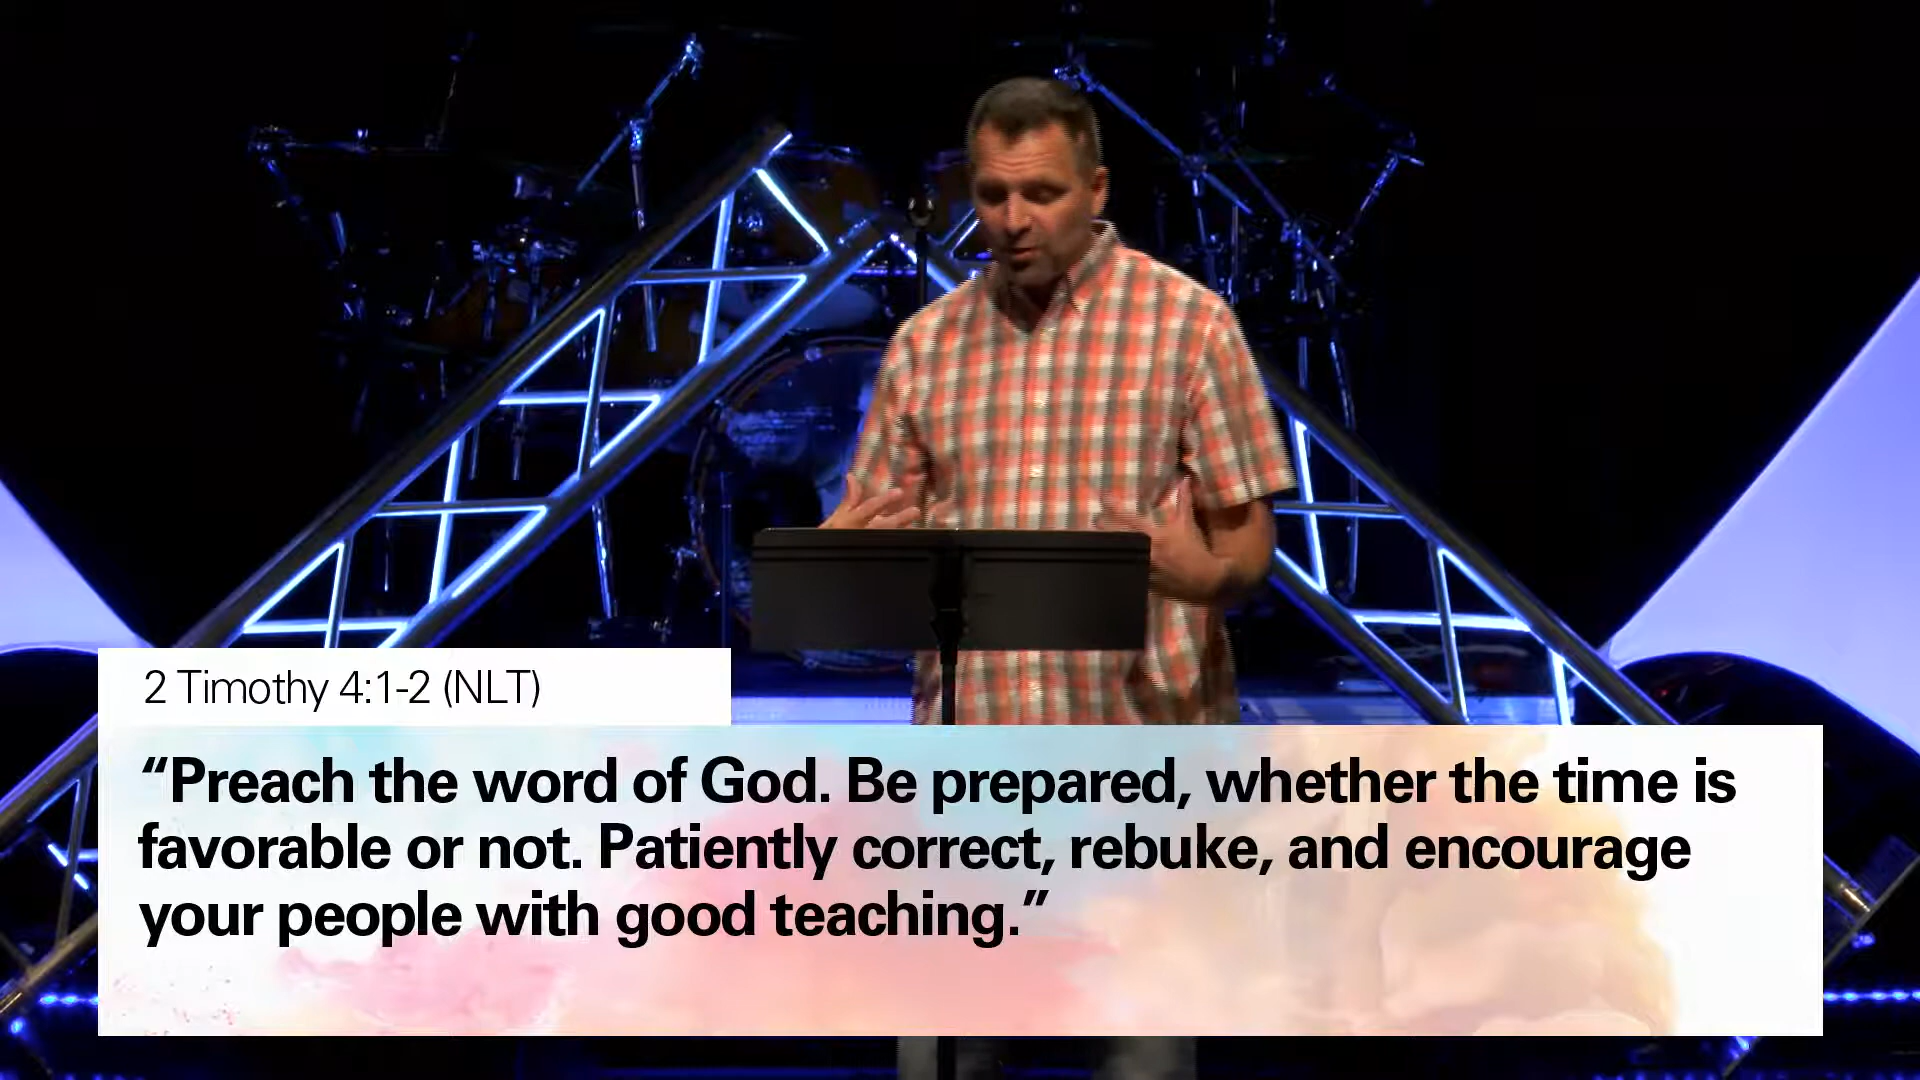 2 Timothy 4:1-2 (NLT)
“Preach the word of God. Be prepared, whether the time is
favorable or not. Patiently correct, rebuke, and encourage
your people with good teaching.”